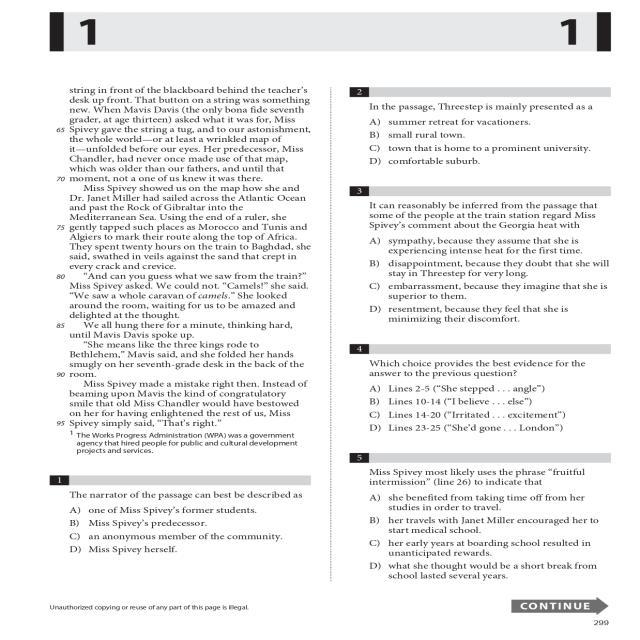 1
1
string in front of the blackboard behind the teacher's
desk up front. That button on a string was something
new. When Mavis Davis (the only bona fide seventh
grader, at age thirteen) asked what it was for, Miss
65 Spivey gave the string a tug, and to our astonishment,
the whole world—or at least a wrinkled map of
it—unfolded before our eyes. Her predecessor, Miss
Chandler, had never once made use of that map,
which was older than our fathers, and until that
70 moment, not a one of us knew it was there.
Miss Spivey showed us on the map how she and
Dr. Janet Miller had sailed across the Atlantic Ocean
and past the Rock of Gibraltar into the
Mediterranean Sea. Using the end of a ruler, she
75 gently tapped such places as Morocco and Tunis and
Algiers to mark their route along the top of Africa.
They spent twenty hours on the train to Baghdad, she
said, swathed in veils against the sand that crept in
every crack and crevice.
80 "And can you guess what we saw from the train?"
Miss Spivey asked. We could not. "Camels!" she said.
"We saw a whole caravan of camels." She looked
around the room, waiting for us to be amazed and
delighted at the thought.
85 We all hung there for a minute, thinking hard,
until Mavis Davis spoke up.
"She means like the three kings rode to
Bethlehem," Mavis said, and she folded her hands
smugly on her seventh-grade desk in the back of the
90 room.
Miss Spivey made a mistake right then. Instead of
beaming upon Mavis the kind of congratulatory
smile that old Miss Chandler would have bestowed
on her for having enlightened the rest of us, Miss
95 Spivey simply said, "That's right."
1 The Works Progress Administration (WPA) was a government
agency that hired people for public and cultural development
projects and services.
1
The narrator of the passage can best be described as
A) one of Miss Spivey's former students.
B) Miss Spivey's predecessor.
C) an anonymous member of the community.
D) Miss Spivey herself.
2
In the passage, Threestep is mainly presented as a
A) summer retreat for vacationers.
B) small rural town.
C) town that is home to a prominent university.
D) comfortable suburb.
3
It can reasonably be inferred from the passage that
some of the people at the train station regard Miss
Spivey's comment about the Georgia heat with
A) sympathy, because they assume that she is
experiencing intense heat for the first time.
B) disappointment, because they doubt that she will
stay in Threestep for very long.
C) embarrassment, because they imagine that she is
superior to them.
D) resentment, because they feel that she is
minimizing their discomfort.
4
Which choice provides the best evidence for the
answer to the previous question?
A) Lines 2-5 ("She stepped . . . angle")
B) Lines 10-14 ("I believe . . . else")
C) Lines 14-20 ("Irritated . . . excitement")
D) Lines 23-25 ("She'd gone . . . London")
5
Miss Spivey most likely uses the phrase "fruitful
intermission" (line 26) to indicate that
A) she benefited from taking time off from her
studies in order to travel.
B) her travels with Janet Miller encouraged her to
start medical school.
C) her early years at boarding school resulted in
unanticipated rewards.
D) what she thought would be a short break from
school lasted several years.
Unauthorized copying or reuse of any part of this page is illegal.
CONTINUE
299